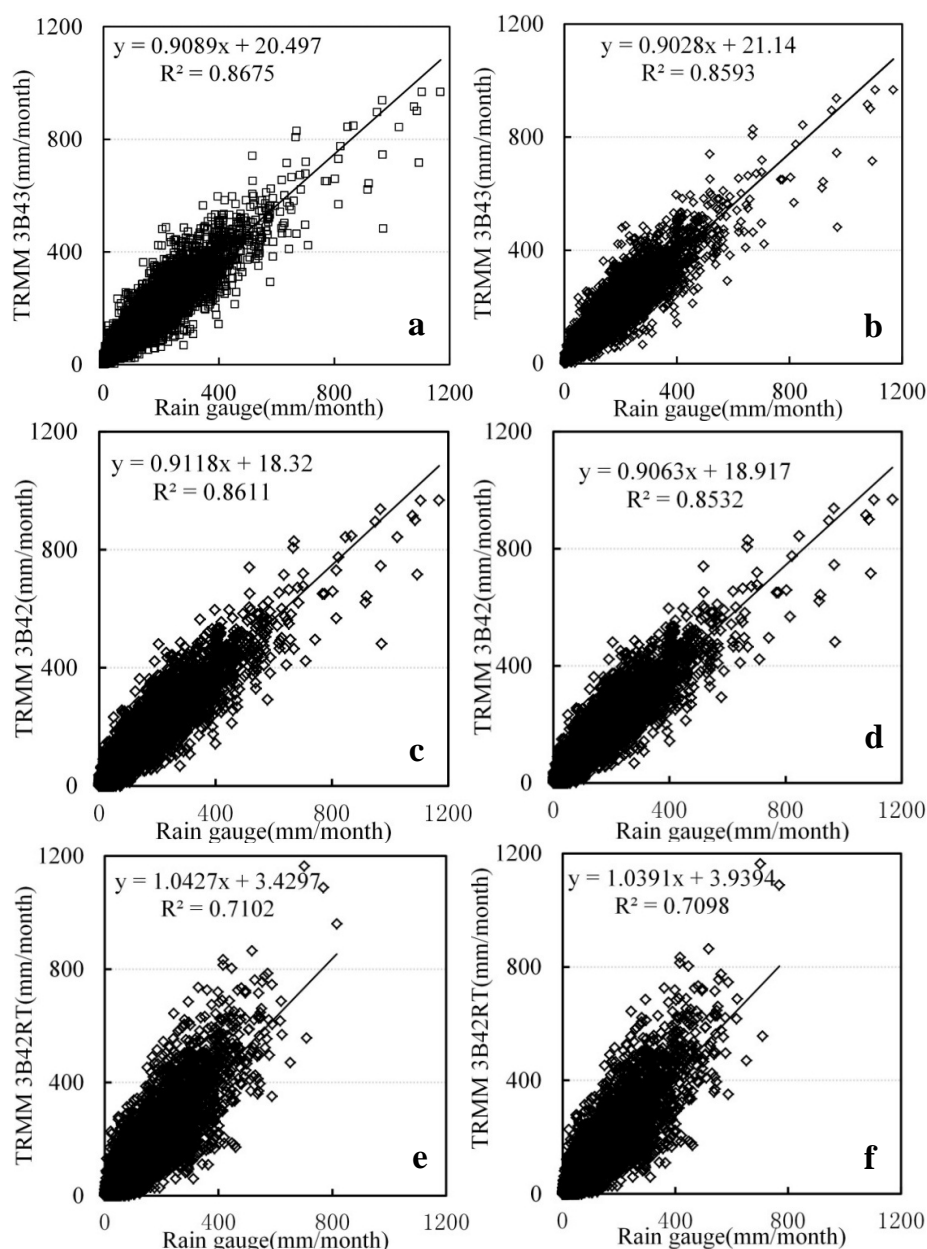 1200
y = 0.9089x + 20.497
R² = 0.8675
800
400
0
TRMM 3B43(mm/month)
a
0 400 800 1200
Rain gauge(mm/month)
1200
y = 0.9028x + 21.14
R² = 0.8593
800
400
0
TRMM 3B43(mm/month)
b
0 400 800 1200
Rain gauge(mm/month)
1200
y = 0.9118x + 18.32
R² = 0.8611
800
400
0
TRMM 3B42(mm/month)
c
0 400 800 1200
Rain gauge(mm/month)
1200
y = 0.9063x + 18.917
R² = 0.8532
800
400
0
TRMM 3B42(mm/month)
d
0 400 800 1200
Rain gauge(mm/month)
1200
y = 1.0427x + 3.4297
R² = 0.7102
800
400
0
TRMM 3B42RT(mm/month)
e
0 400 800 1200
Rain gauge(mm/month)
1200
y = 1.0391x + 3.9394
R² = 0.7098
800
400
0
TRMM 3B42RT(mm/month)
f
0 400 800 1200
Rain gauge(mm/month)